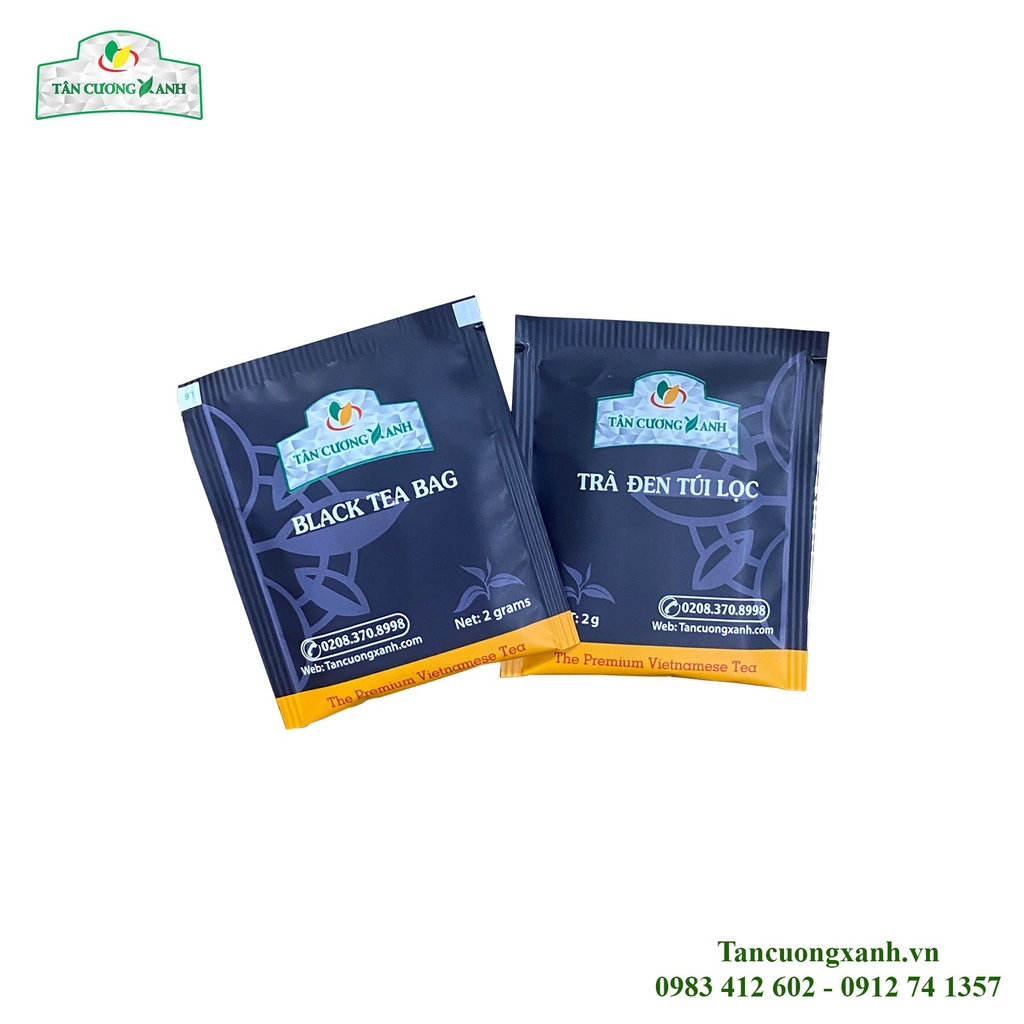 TÂN CƯƠNG XANH
TÂN CƯƠNG XANH
BLACK TEA BAG
Net: 2 grams
0208.370.8998
Web: Tancuongxanh.com
The Premium Vietnamese Tea
TÂN CƯƠNG XANH
TRÀ ĐEN TÚI LỌC
: 2 g
0208.370.8998
Web: Tancuongxanh.com
The Premium Vietnamese Tea
Tancuongxanh.vn
0983 412 602 - 0912 74 1357